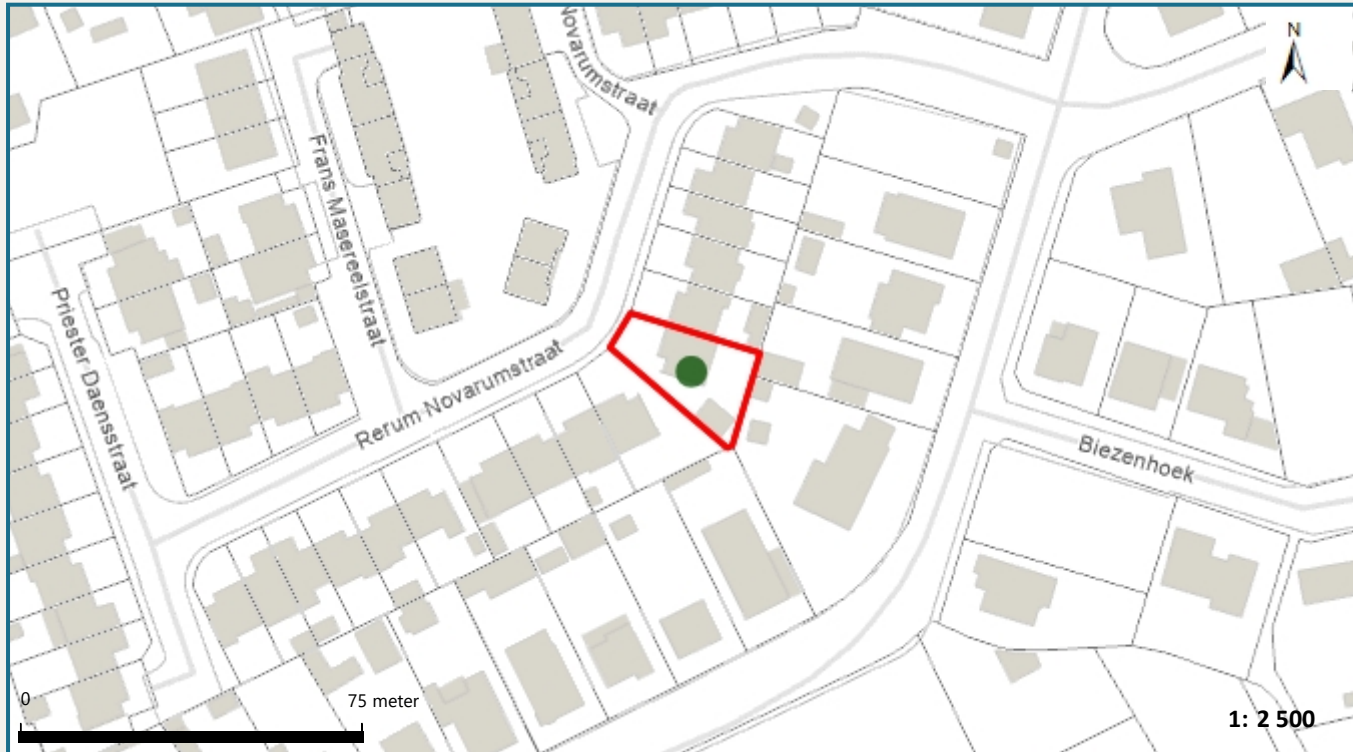 Novarumstraat
N
Frans Masereelstraat
Priester Daensstraat
Rerum Novarumstraat
Biezenhoek
0
75 meter
1: 2 500